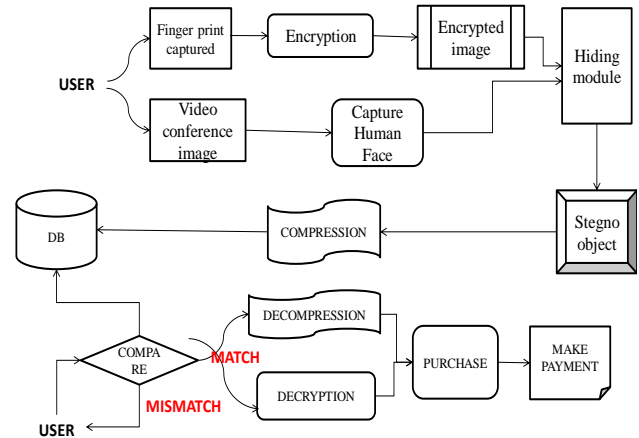 Finger print
captured
Encryption
Encrypted
image
Hiding
module
USER
Video
conference
image
Capture
Human
Face
Stegno
object
COMPRESSION
DB
DECOMPRESSION
COMPA
RE
MATCH
PURCHASE
MAKE
PAYMENT
DECRYPTION
MISMATCH
USER